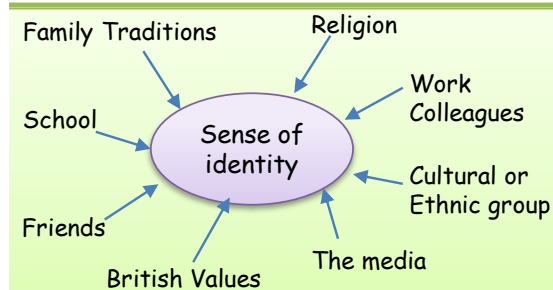 Family Traditions
Religion
Work
Colleagues
School
Sense of
identity
Cultural or
Ethnic group
Friends
The media
British Values